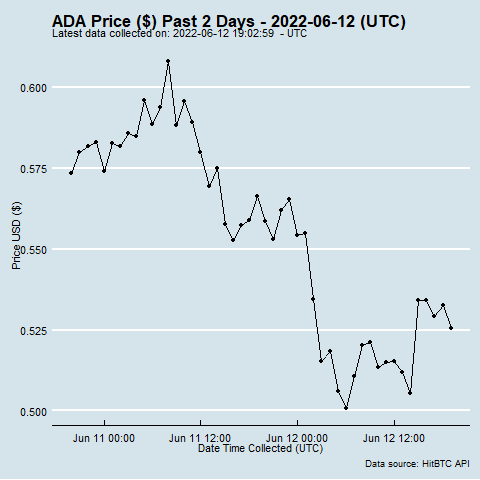 ADA Price ($) Past 2 Days - 2022-06-12 (UTC)
Latest data collected on: 2022-06-12 19:02:59 - UTC
0.600
0.575
0.550
0.525
0.500
Price USD ($)
Jun 11 00:00
Jun 11 12:00
Jun 12 00:00
Jun 12 12:00
Date Time Collected (UTC)
Data source: HitBTC API